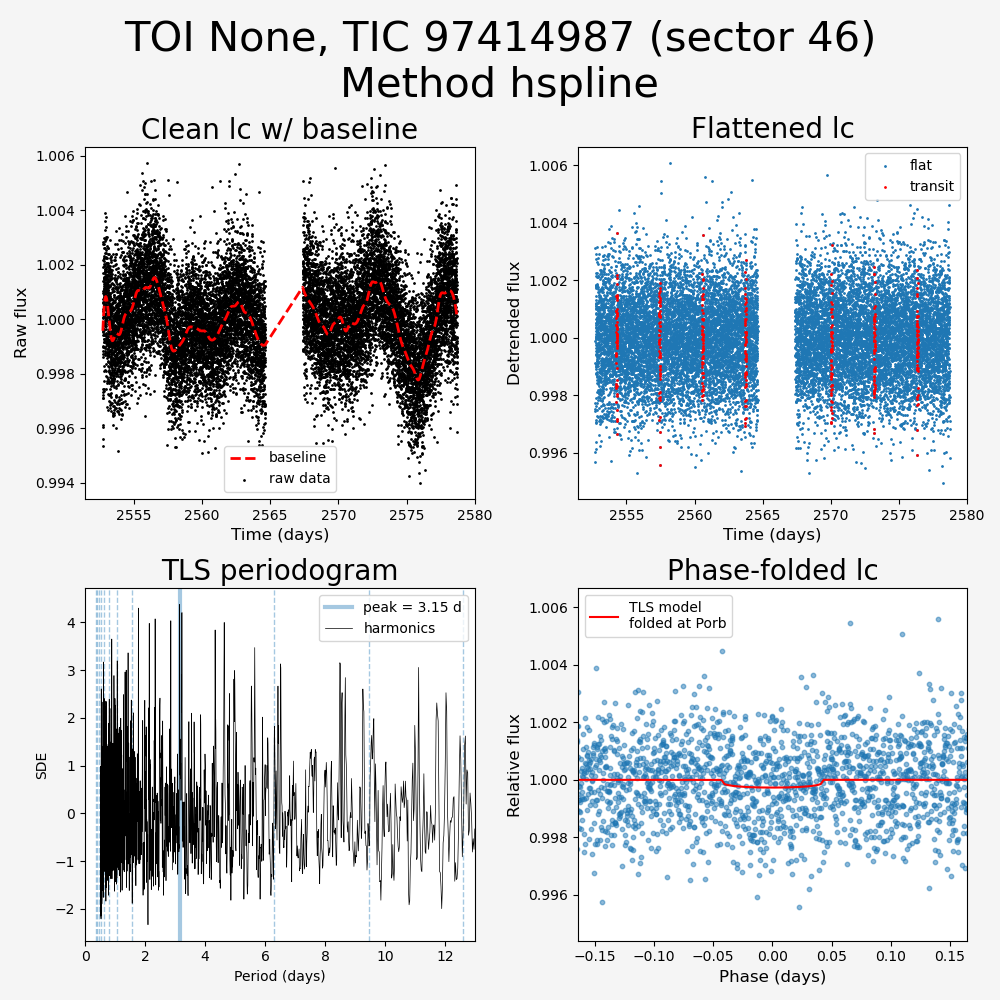 TOI None, TIC 97414987 (sector 46)
Method hspline
Clean lc w/ baseline
Raw flux
1.006
1.004
1.002
1.000
0.998
0.996
0.994
baseline
raw data
2555
2560
2565
2570
2575
2580
Time (days)
Flattened lc
Detrended flux
1.006
1.004
1.002
1.000
0.998
0.996
flat
transit
2555
2560
2565
2570
2575
2580
Time (days)
TLS periodogram
SDE
4
3
2
1
0
−1
−2
peak = 3.15 d
harmonics
0
2
4
6
8
10
12
Period (days)
Phase-folded lc
Relative flux
1.006
1.004
1.002
1.000
0.998
0.996
TLS model
folded at Porb
−0.15
−0.10
−0.05
0.00
0.05
0.10
0.15
Phase (days)